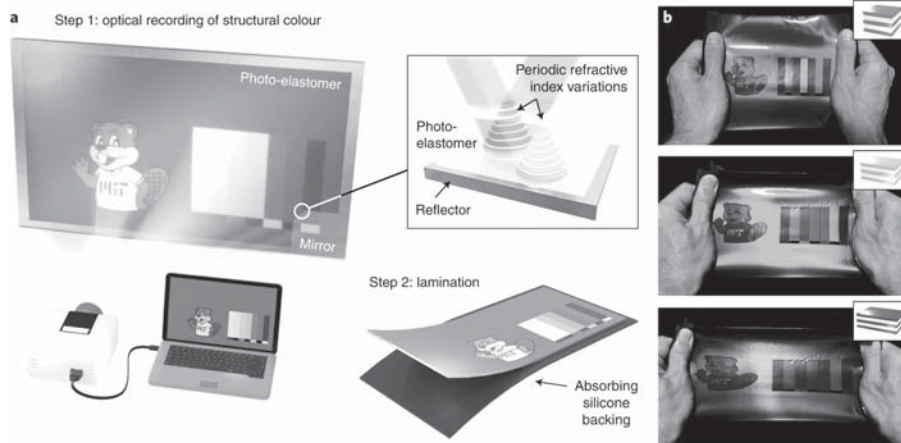 a
Step 1: optical recording of structural colour
Photo-elastomer
MIT
Mirror
Periodic refractive
index variations
Photo-
elastomer
Reflector
Step 2: lamination
Absorbing
silicone
backing
b